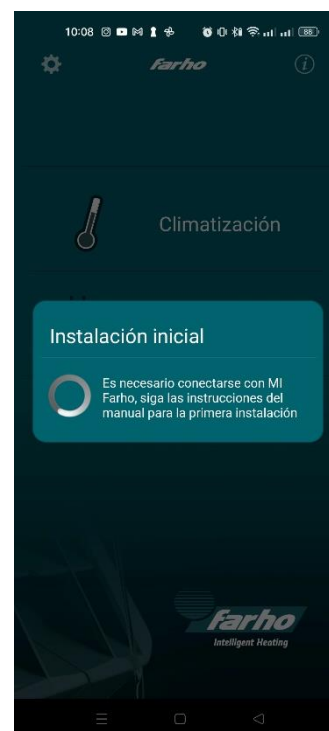 10:08
88
Farho
i
Climatización
Instalación inicial
Es necesario conectarse con MI
Farho, siga las instrucciones del
manual para la primera instalación
farho
Intelligent Heating